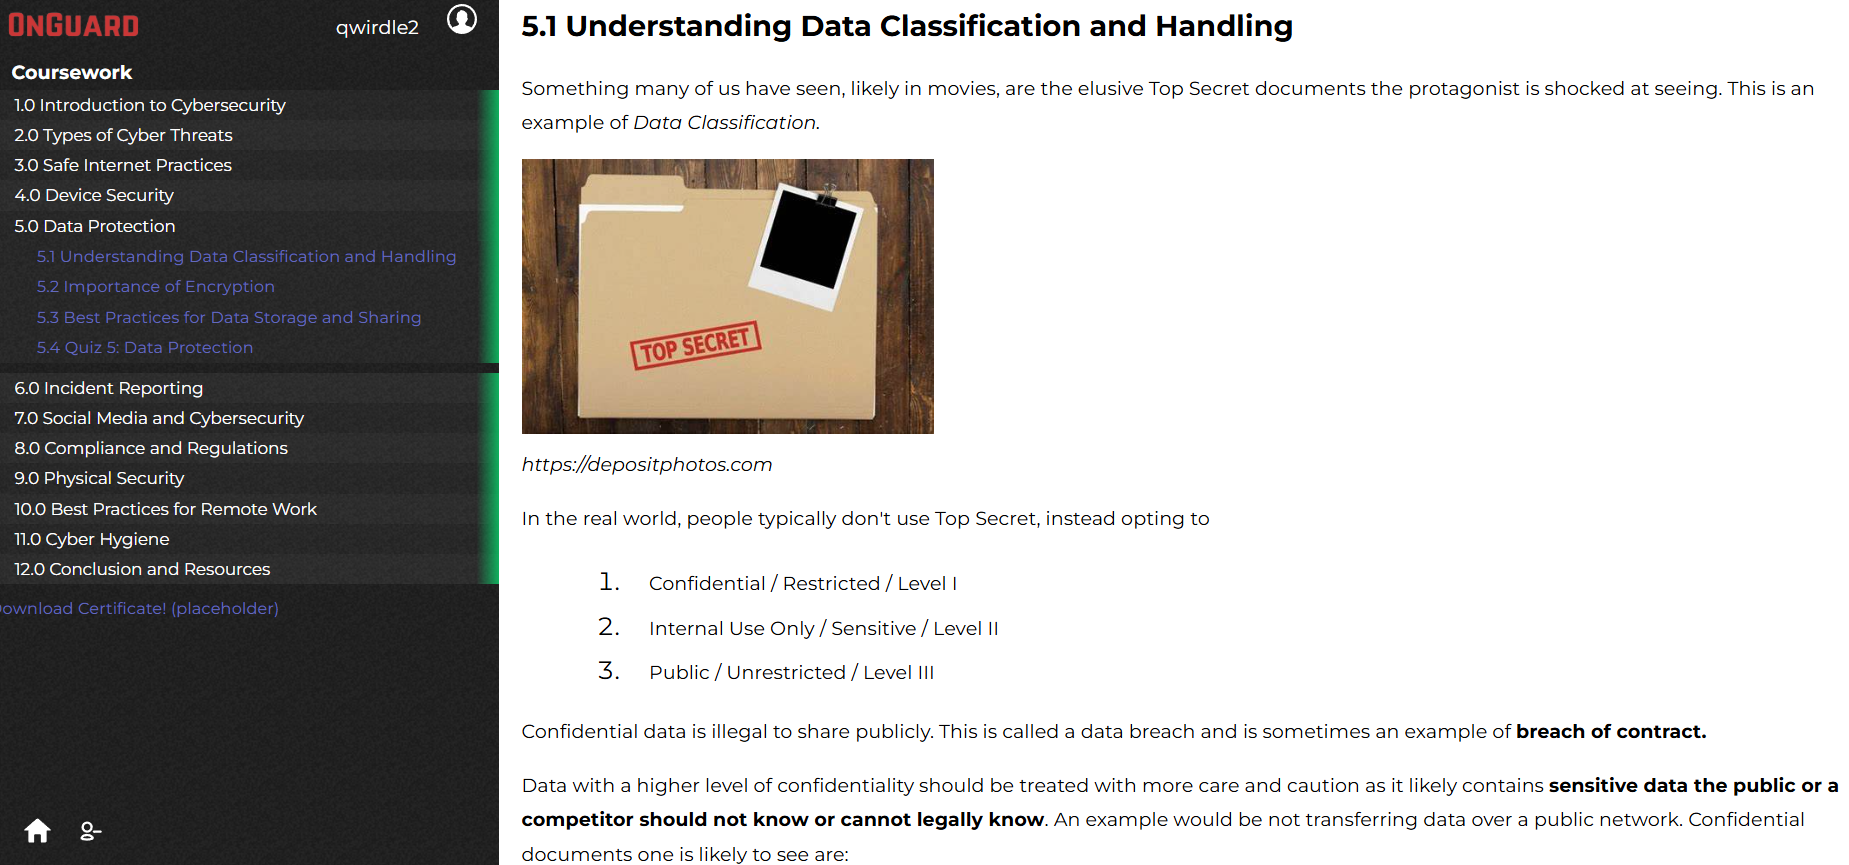 ONGUARD
qwirdle2
Coursework
1.0 Introduction to Cybersecurity
2.0 Types of Cyber Threats
3.0 Safe Internet Practices
4.0 Device Security
5.0 Data Protection
5.1 Understanding Data Classification and Handling
5.2 Importance of Encryption
5.3 Best Practices for Data Storage and Sharing
5.4 Quiz 5: Data Protection
6.0 Incident Reporting
7.0 Social Media and Cybersecurity
8.0 Compliance and Regulations
9.0 Physical Security
10.0 Best Practices for Remote Work
11.0 Cyber Hygiene
12.0 Conclusion and Resources
ownload Certificate! (placeholder)
5.1 Understanding Data Classification and Handling
Something many of us have seen, likely in movies, are the elusive Top Secret documents the protagonist is shocked at seeing. This is an
example of Data Classification.
TOP SECRET
https://depositphotos.com
In the real world, people typically don't use Top Secret, instead opting to
1. Confidential / Restricted / Level I
2. Internal Use Only / Sensitive / Level II
3. Public / Unrestricted / Level III
Confidential data is illegal to share publicly. This is called a data breach and is sometimes an example of breach of contract.
Data with a higher level of confidentiality should be treated with more care and caution as it likely contains sensitive data the public or a
competitor should not know or cannot legally know. An example would be not transferring data over a public network. Confidential
documents one is likely to see are: